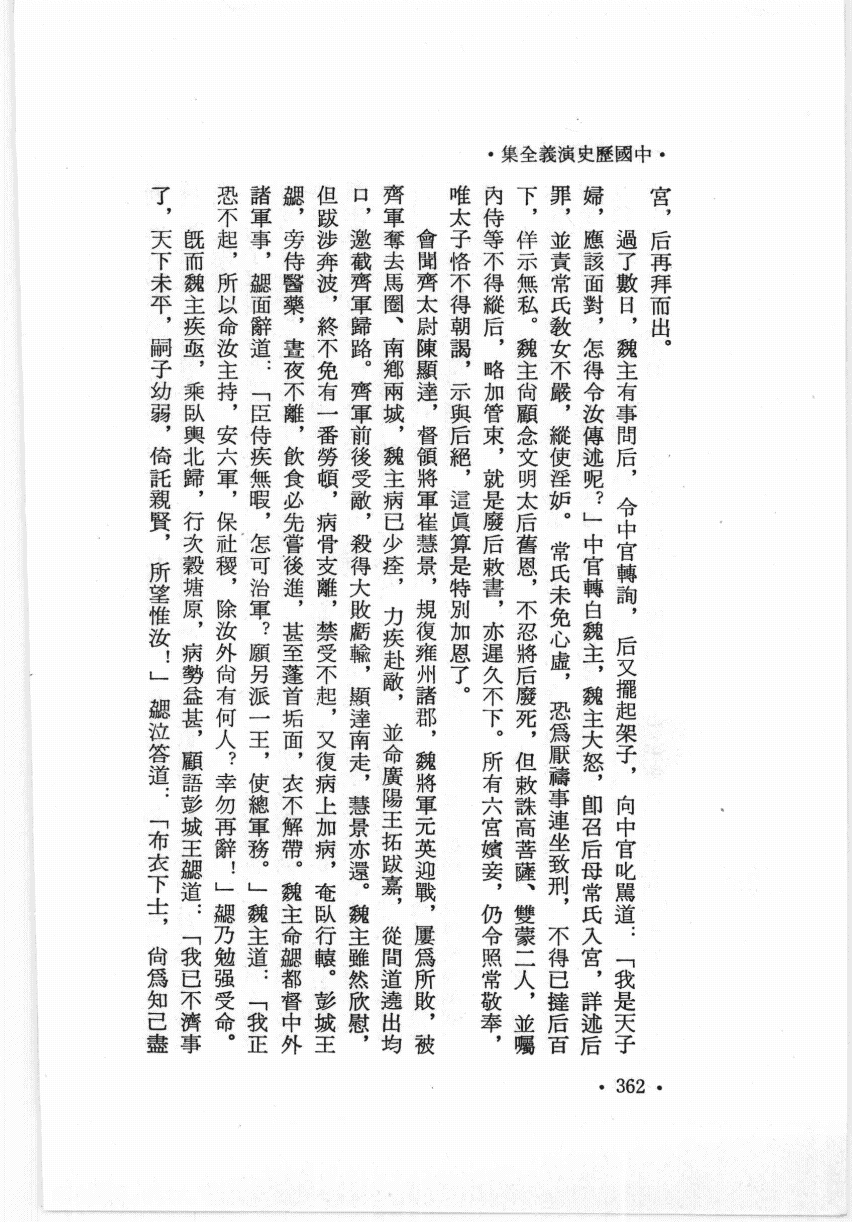 •中國歷史演義全集•
宮，后再拜而出。
過了數日，魏主有事問后，令中官轉詢，后又擺起架子，向中官叱罵道：「我是天子
婦，應該面對，怎得令汝傳述呢？」中官轉白魏主，魏主大怒，卽召后母常氏入宮，詳述后
罪，並責常氏敎女不嚴，縱使淫妒。常氏未免心虛，恐爲厭禱事連坐致刑，不得已撻后百
下，佯示無私。魏主尙顧念文明太后舊恩，不忍將后廢死，但敕誅高菩薩、雙蒙二人，並囑
內侍等不得縱后，略加管束，就是廢后敕書，亦遲久不下。所有六宮嬪妾，仍令照常敬奉，
唯太子恪不得朝謁，示與后絕，這眞算是特別加恩了。
會聞齊太尉陳顯達，督領將軍崔慧景，規復雍州諸郡，魏將軍元英迎戰，屢爲所敗，被
齊軍奪去馬圈、南鄉兩城，魏主病已少痊，力疾赴敵，並命廣陽王拓跋嘉，從間道遶出均
口，邀截齊軍歸路。齊軍前後受敵，殺得大敗虧輸，顯達南走，慧景亦還。魏主雖然欣慰，
但跋涉奔波，終不免有一番勞頓，病骨支離，禁受不起，又復病上加病，奄臥行轅。彭城王
勰，旁侍醫藥，晝夜不離，飮食必先嘗後進，甚至蓬首垢面，衣不解帶。魏主命勰都督中外
諸軍事，勰面辭道：「臣侍疾無暇，怎可治軍？願另派一王，使總軍務。」魏主道：「我正
恐不起，所以命汝主持，安六軍，保社稷，除汝外尙有何人？幸勿再辭！」勰乃勉强受命。
旣而魏主疾亟，乘臥輿北歸，行次穀塘原，病勢益甚，顧語彭城王勰道：「我已不濟事
了，天下未平，嗣子幼弱，倚託親賢，所望惟汝！」勰泣答道：「布衣下士，尙爲知己盡
•362•